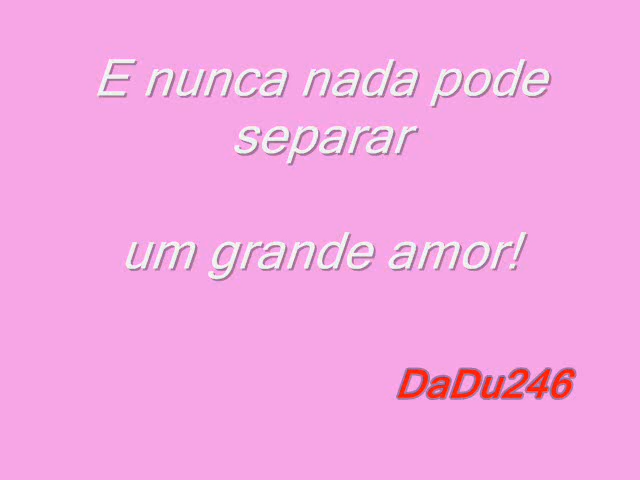 E nunca nada pode
separar
um grande amor!
DaDu246